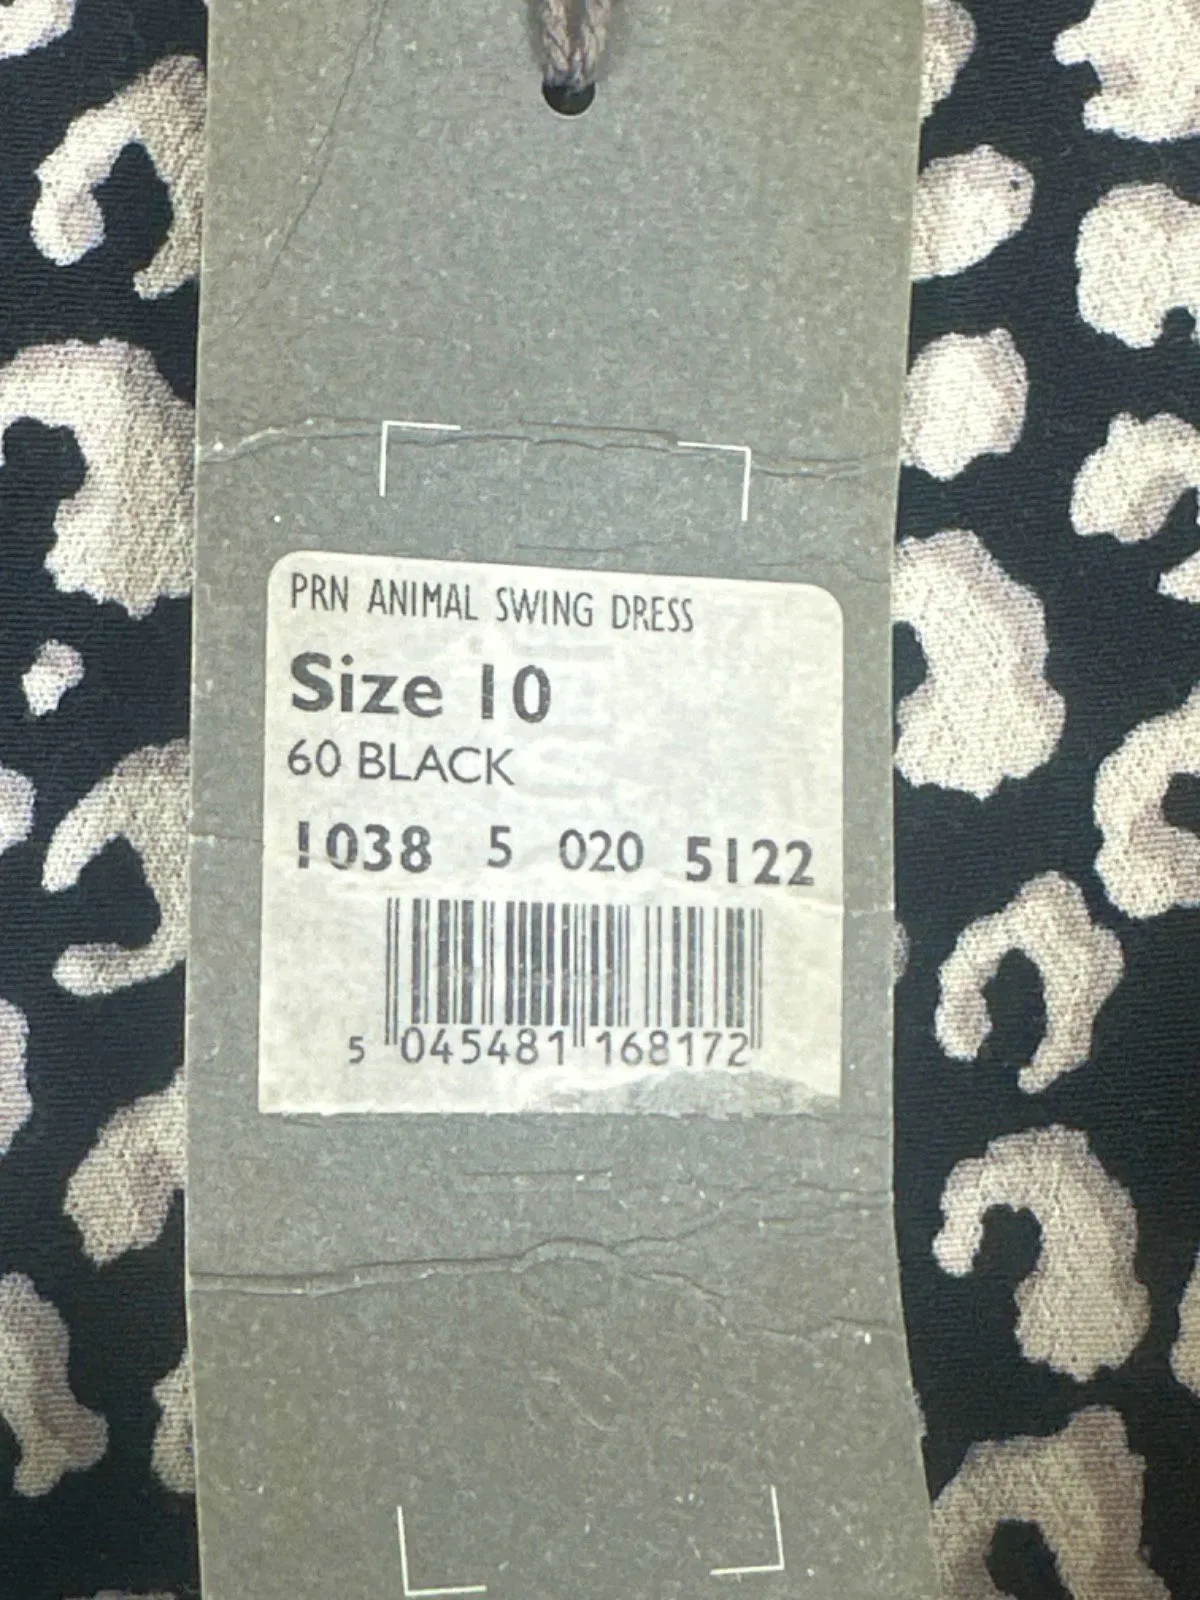 PRN ANIMAL SWING DRESS
Size 10
60 BLACK
1038 5 020 5122
5 045481 168172